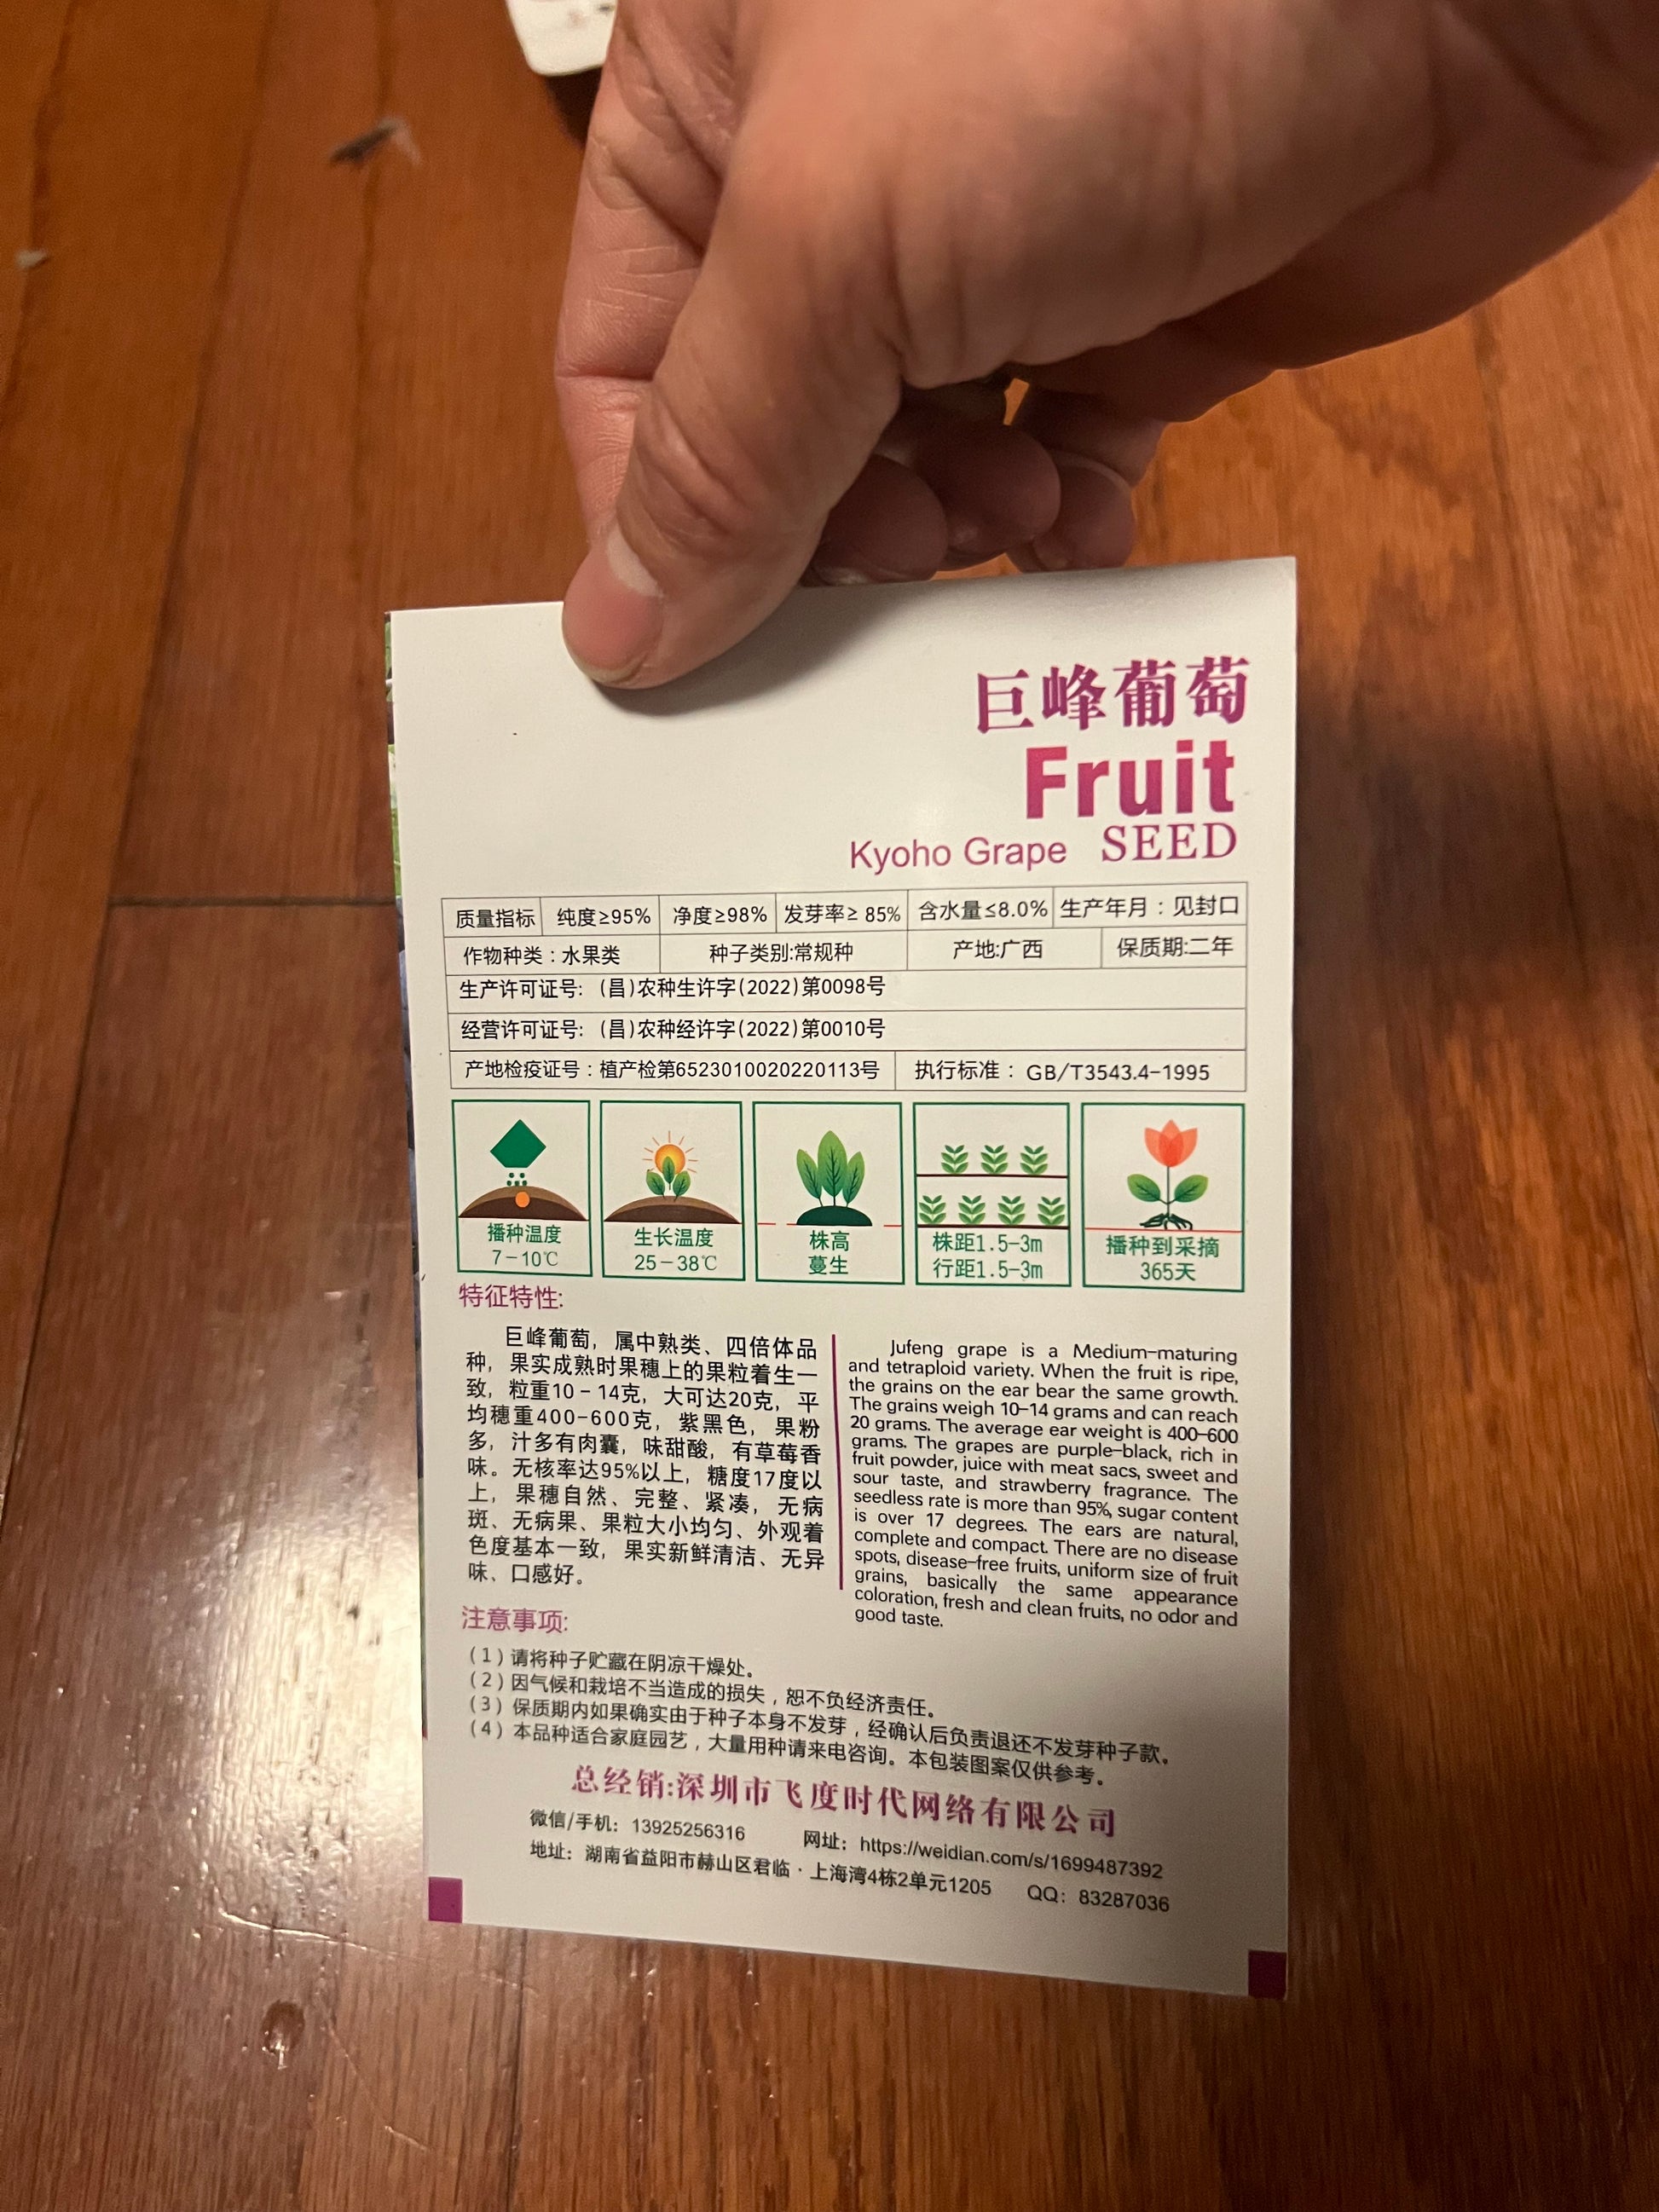 巨峰葡萄
Fruit
Kyoho Grape SEED
质量指标 纯度≥95% 净度≥98% 发芽率≥ 85% 含水量≤8.0% 生产年月：见封口
作物种类：水果类 种子类别:常规种 产地:广西 保质期:二年
生产许可证号: (昌)农种生许字(2022)第0098号
经营许可证号: (昌)农种经许字(2022)第0010号
产地检疫证号：植产检第6523010020220113号 执行标准： GB/T3543.4-1995
播种温度
7-10℃
生长温度
25-38℃
株高
蔓生
株距1.5-3m
行距1.5-3m
播种到采摘
365天
特征特性:
巨峰葡萄，属中熟类、四倍体品
种，果实成熟时果穗上的果粒着生一
致，粒重10-14克，大可达20克，平
均穗重400-600克，紫黑色，果粉
多，汁多有肉囊，味甜酸，有草莓香
味。无核率达95%以上，糖度17度以
上，果穗自然、完整、紧凑，无病
斑、无病果、果粒大小均匀、外观着
色度基本一致，果实新鲜清洁、无异
味、口感好。
Jufeng grape is a Medium-maturing
and tetraploid variety. When the fruit is ripe,
the grains on the ear bear the same growth.
The grains weigh 10-14 grams and can reach
20 grams. The average ear weight is 400-600
grams. The grapes are purple-black, rich in
fruit powder, juice with meat sacs, sweet and
sour taste, and strawberry fragrance. The
seedless rate is more than 95%, sugar content
is over 17 degrees. The ears are natural,
complete and compact. There are no disease
spots, disease-free fruits, uniform size of fruit
grains, basically the same appearance
coloration, fresh and clean fruits, no odor and
good taste.
注意事项:
(1)请将种子贮藏在阴凉干燥处。
(2)因气候和栽培不当造成的损失，恕不负经济责任。
(3)保质期内如果确实由于种子本身不发芽，经确认后负责退还不发芽种子款。
(4)本品种适合家庭园艺，大量用种请来电咨询。本包装图案仅供参考。
总经销:深圳市飞度时代网络有限公司
微信/手机：13925256316 网址：https://weidian.com/s/1699487392
地址：湖南省益阳市赫山区君临·上海湾4栋2单元1205 QQ：83287036